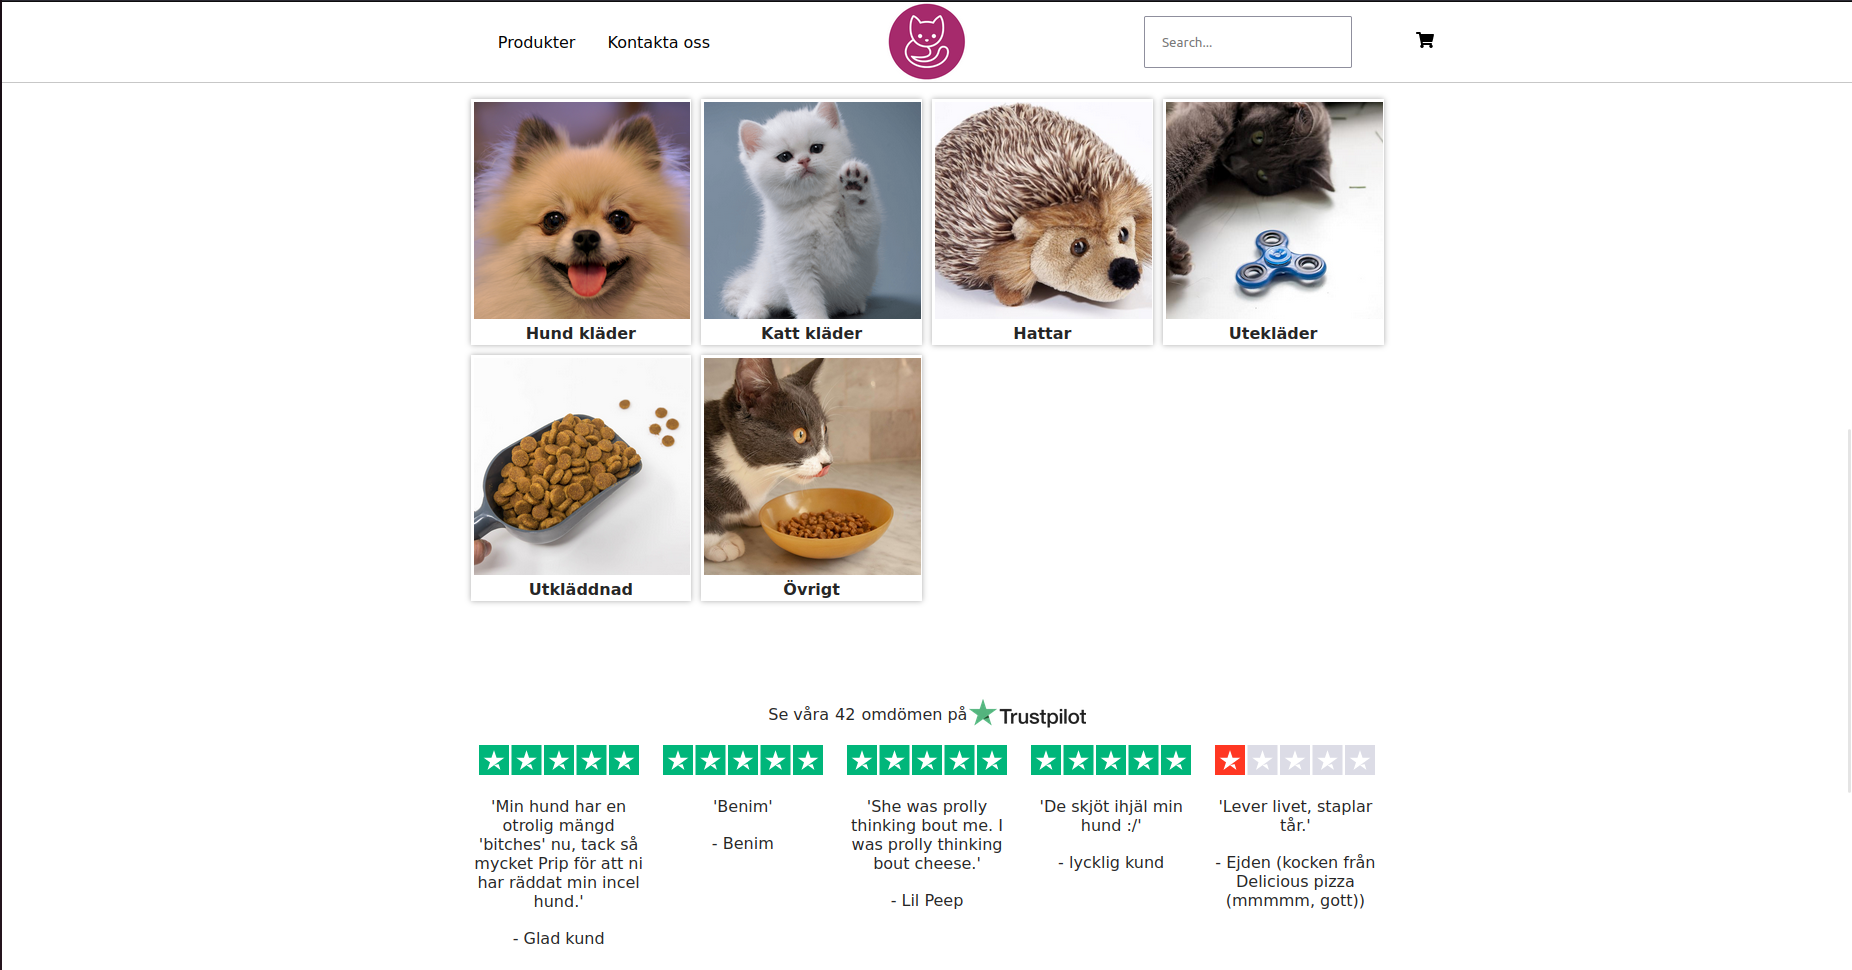 Produkter Kontakta oss Search...
Hund kläder Katt kläder Hattar Utekläder
Utkläddnad Övrigt
Se våra 42 omdömen på Trustpilot
'Min hund har en
otrolig mängd
'bitches' nu, tack så
mycket Prip för att ni
har räddat min incel
hund.'
- Glad kund
'Benim'
- Benim
'She was prolly
thinking bout me. I
was prolly thinking
bout cheese.'
- Lil Peep
'De skjöt ihjäl min
hund :/'
- lycklig kund
'Lever livet, staplar
tår.'
- Ejden (kocken från
Delicious pizza
(mmmmm, gott))